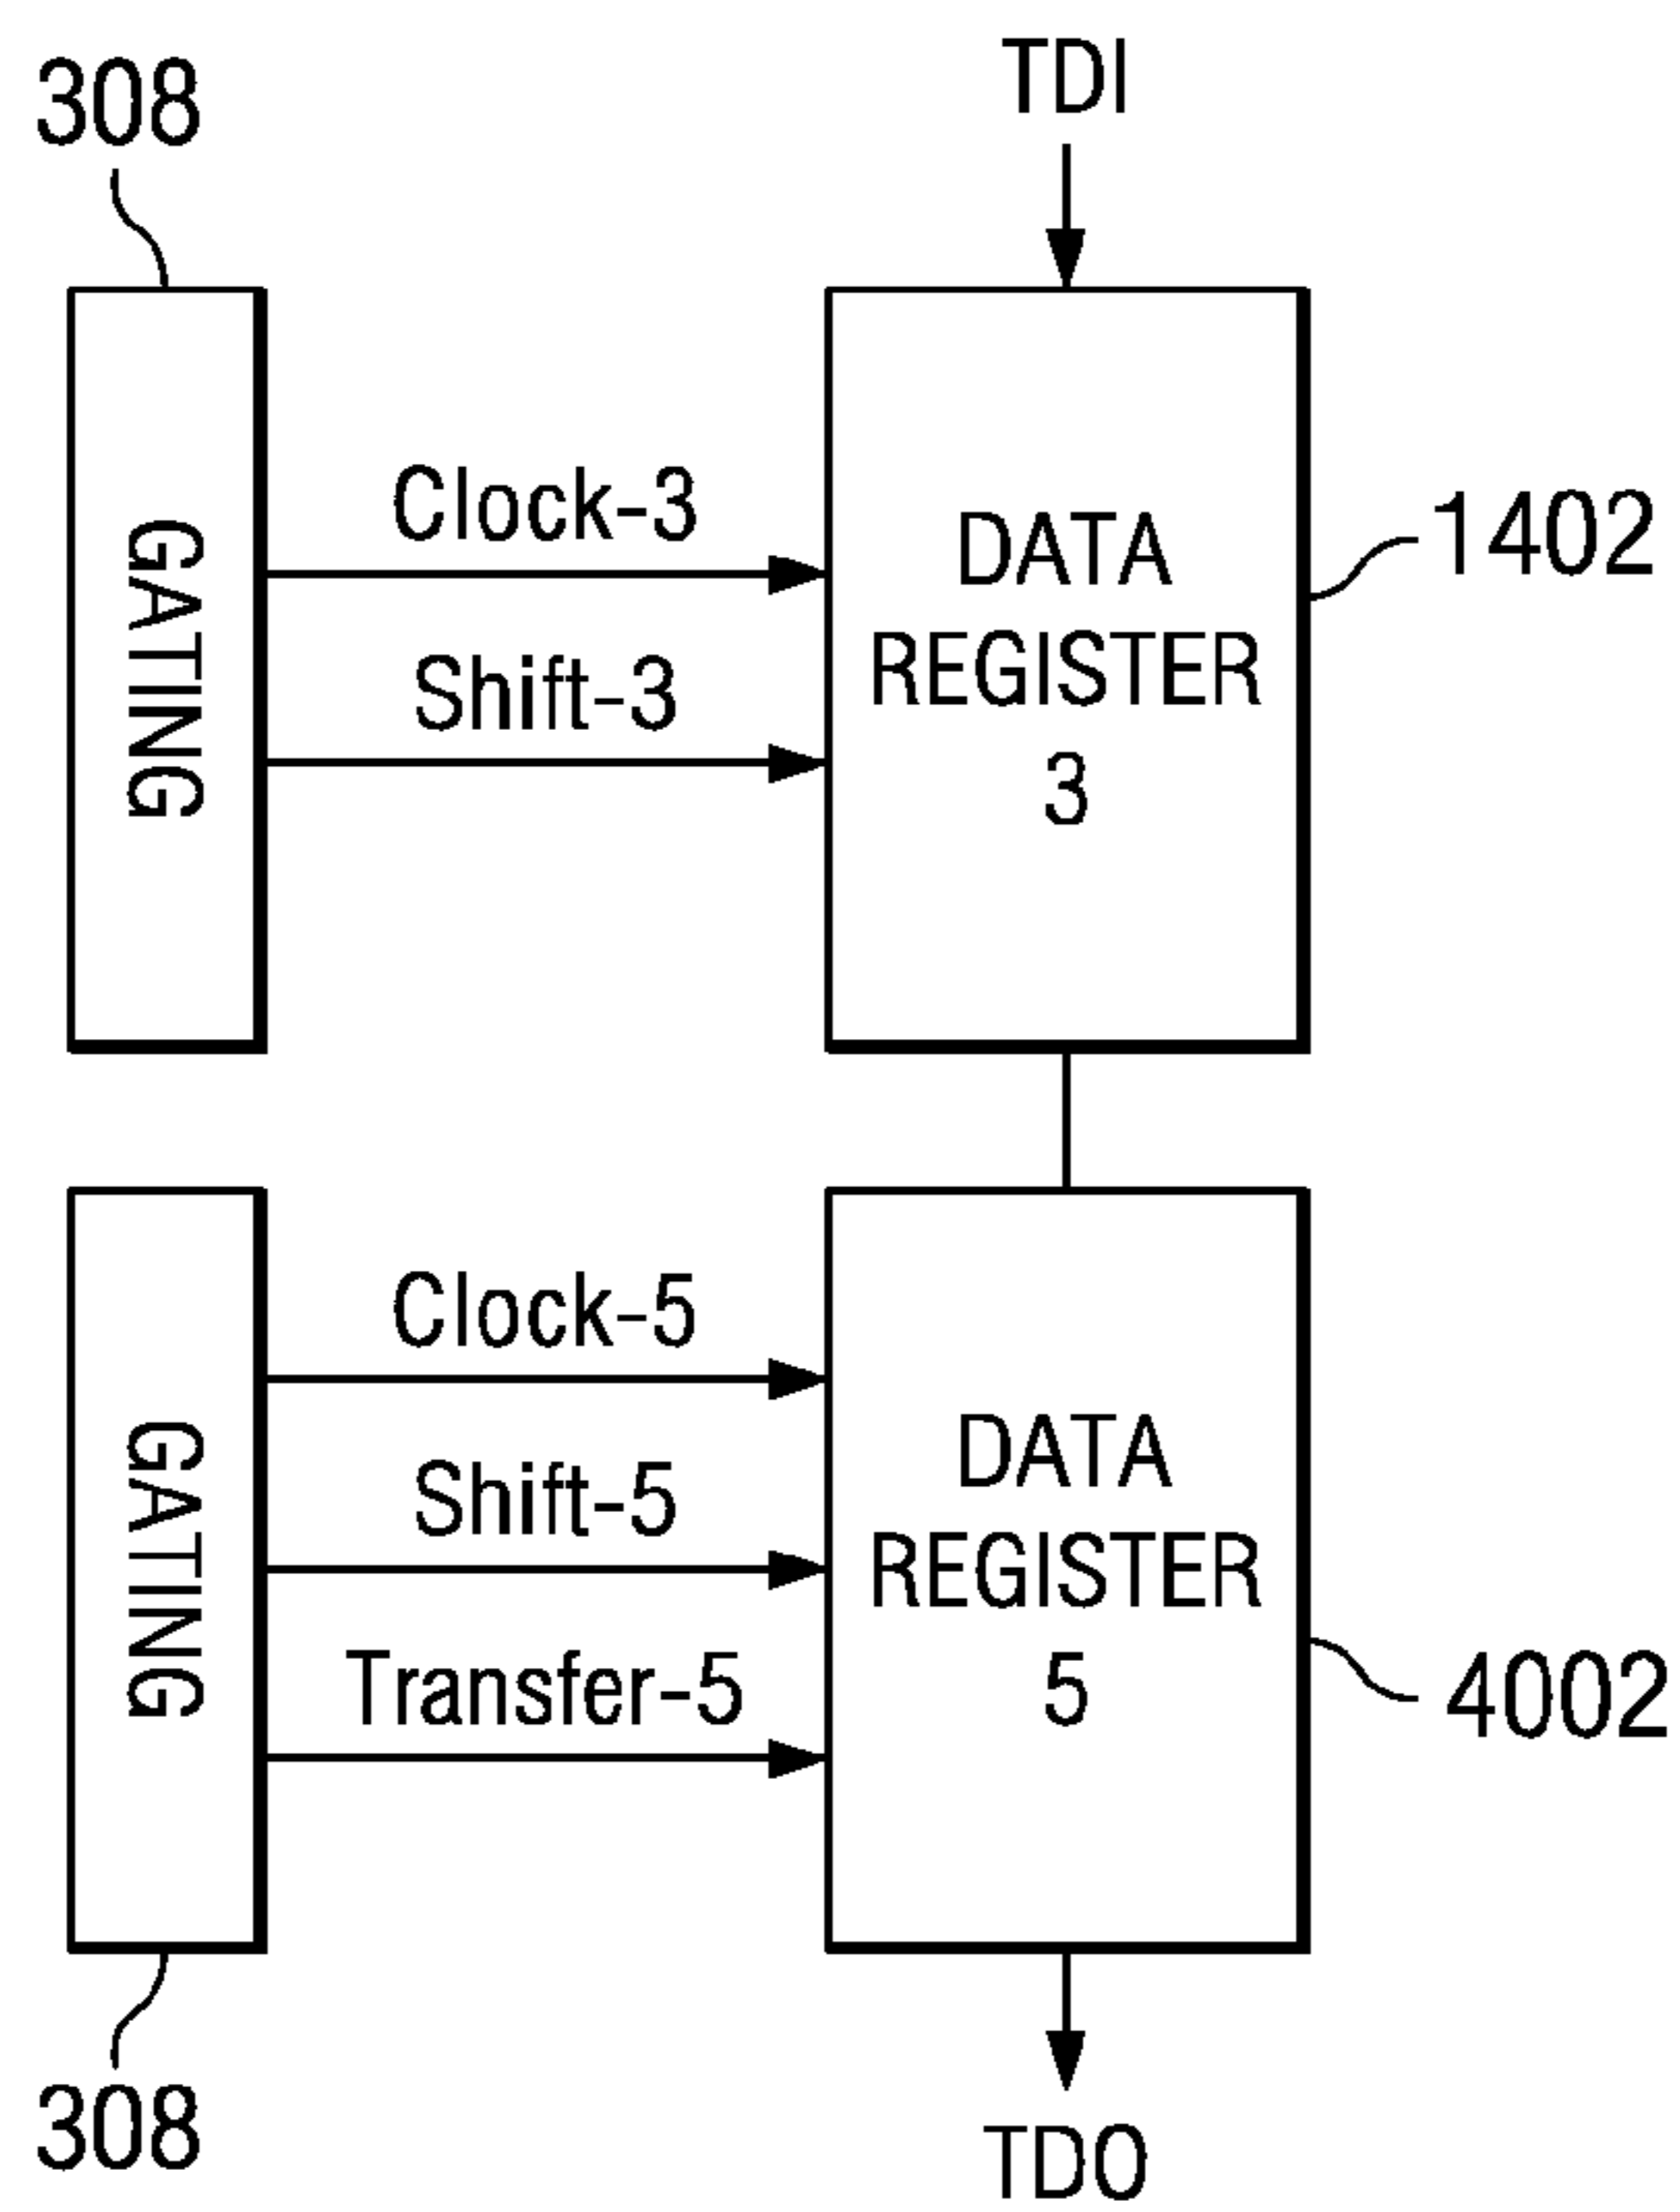 308
TDI
GATING
Clock-3
Shift-3
DATA
REGISTER
3
1402
GATING
Clock-5
Shift-5
Transfer-5
DATA
REGISTER
5
4002
308
TDO